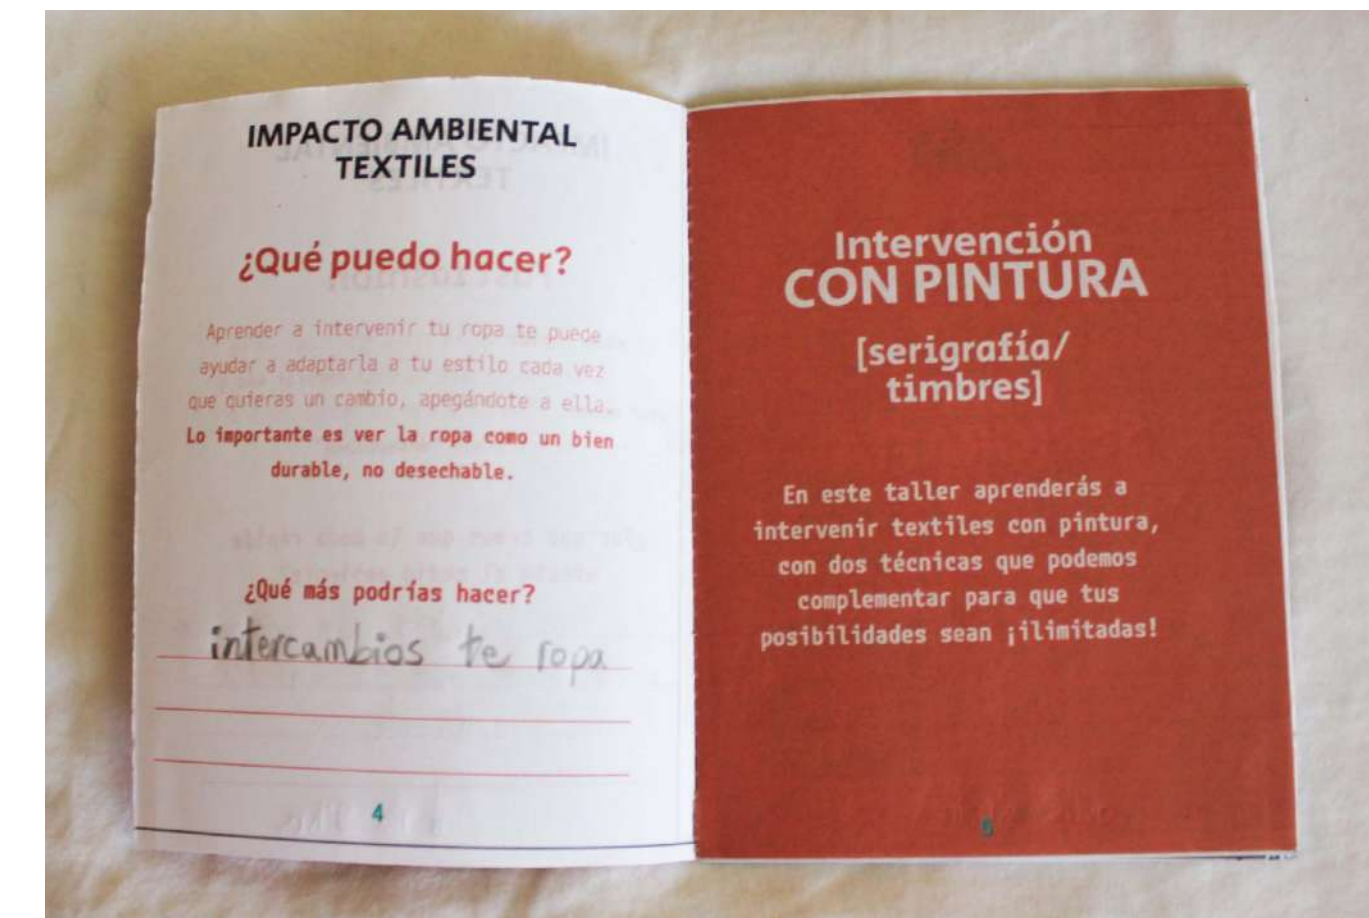 IMPACTO AMBIENTAL
TEXTILES
¿Qué puedo hacer?
Aprender a intervenir tu ropa te puede
ayudar a adaptarla a tu estilo cada vez
que quieras un cambio, apegándote a ella.
Lo importante es ver la ropa como un bien
durable, no desechable.
¿Qué más podrías hacer?
intercambios te ropa
4
Intervención
CON PINTURA
[serigrafía/
timbres]
En este taller aprenderás a
intervenir textiles con pintura,
con dos técnicas que podemos
complementar para que tus
posibilidades sean ¡ilimitadas!
5